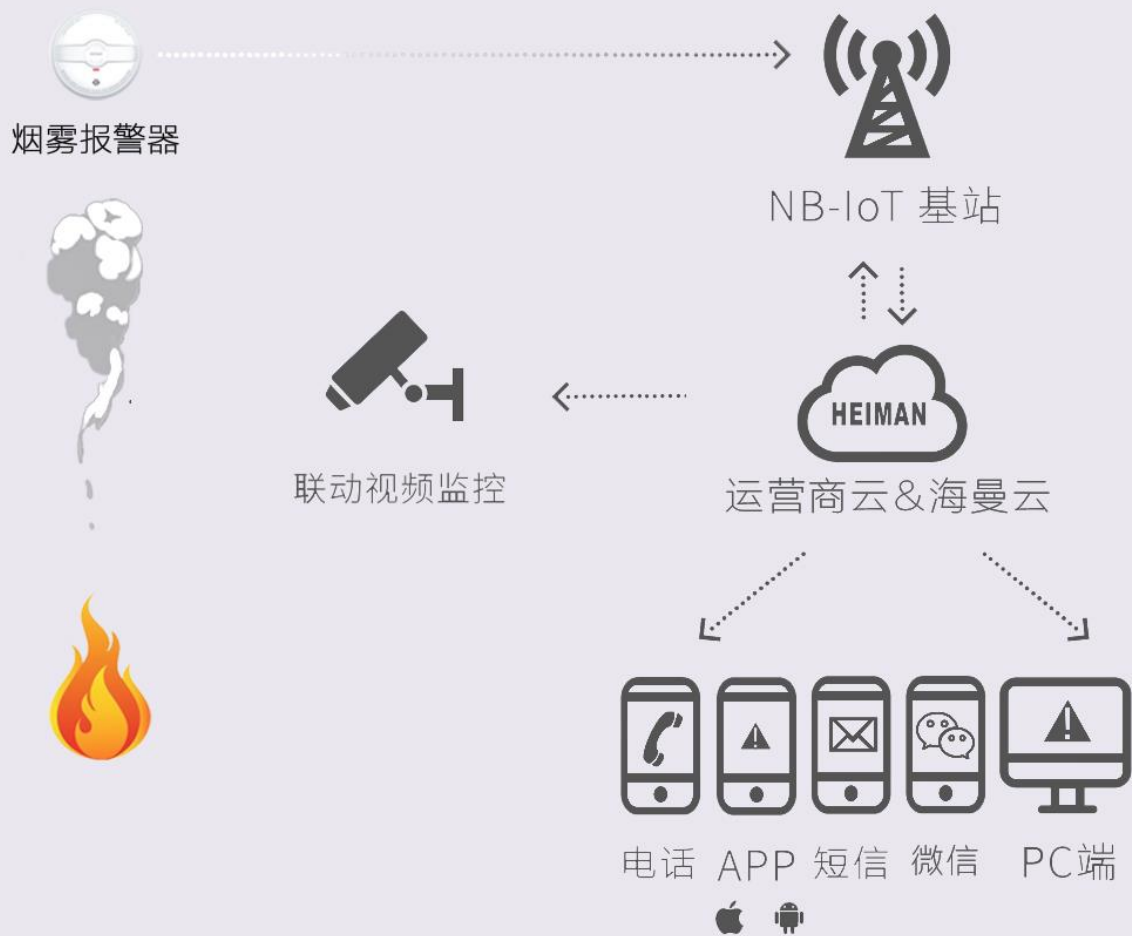 烟雾报警器
NB-IoT 基站
HEIMAN
联动视频监控
运营商云&海曼云
电话 APP 短信 微信 PC端